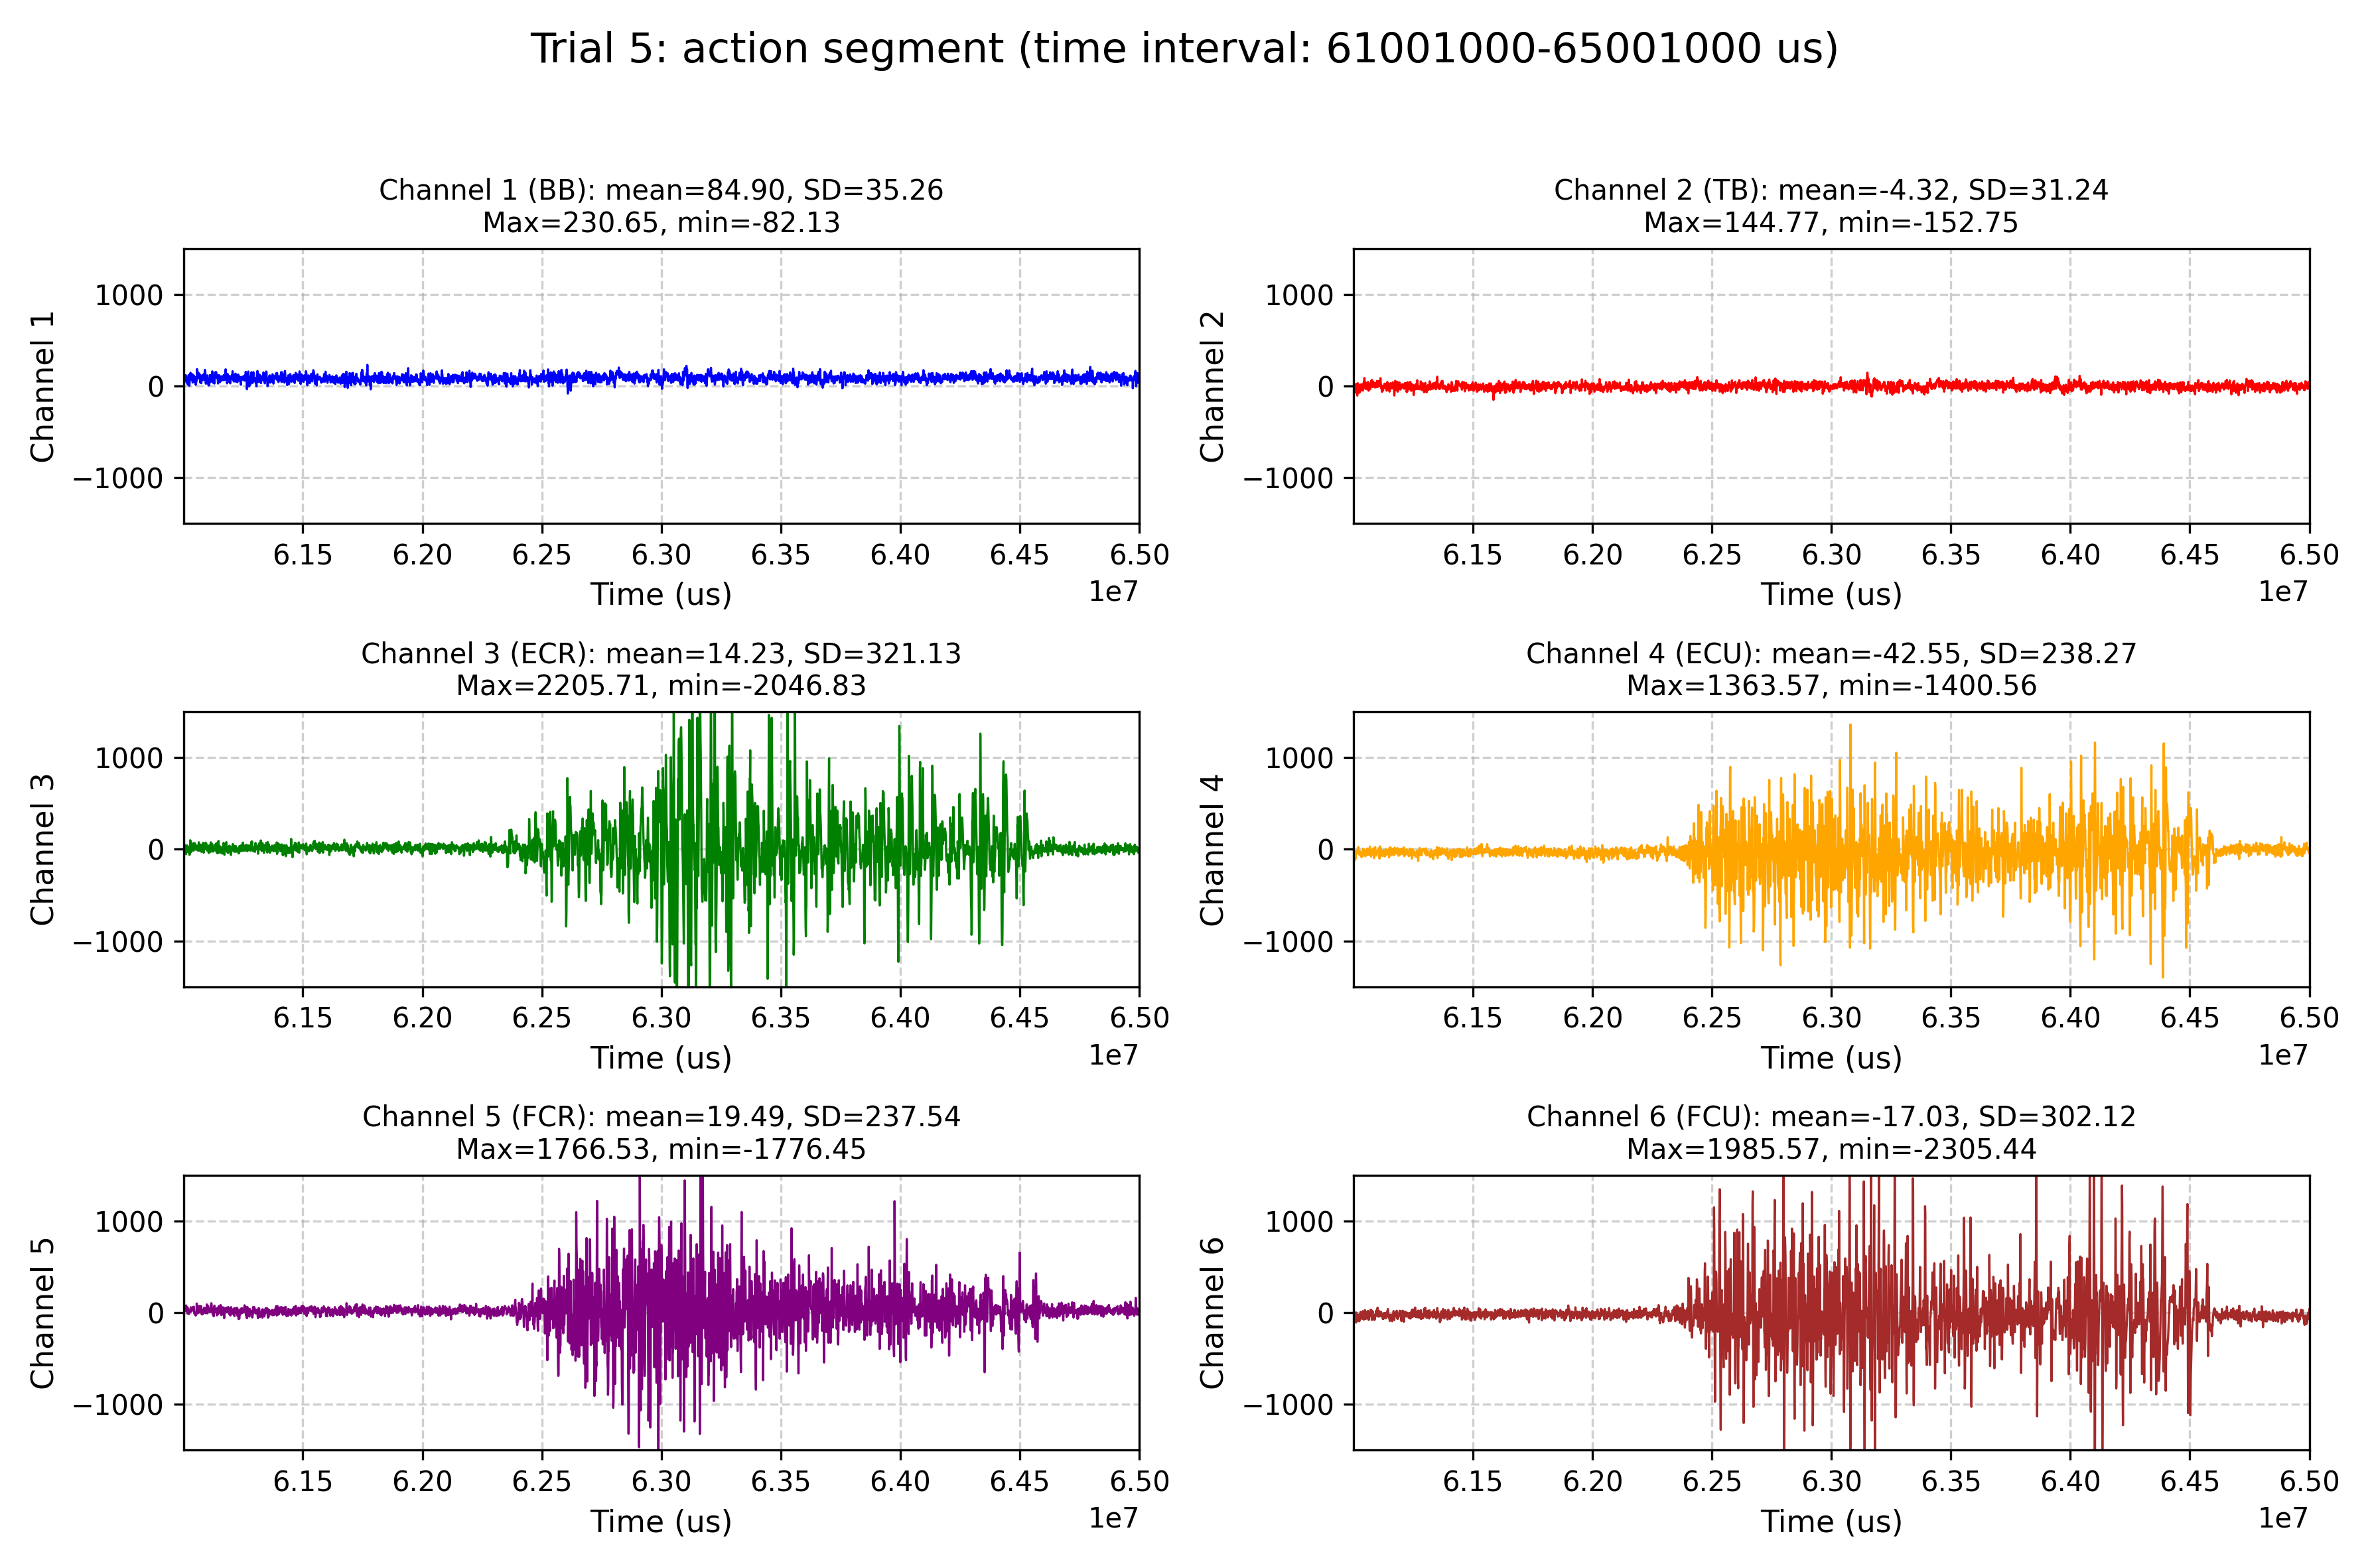 Trial 5: action segment (time interval: 61001000-65001000 us)
Channel 1 (BB): mean=84.90, SD=35.26
Max=230.65, min=-82.13
Channel 1
1000
0
−1000
6.15 6.20 6.25 6.30 6.35 6.40 6.45 6.50
Time (us)
1e7
Channel 2 (TB): mean=-4.32, SD=31.24
Max=144.77, min=-152.75
Channel 2
1000
0
−1000
6.15 6.20 6.25 6.30 6.35 6.40 6.45 6.50
Time (us)
1e7
Channel 3 (ECR): mean=14.23, SD=321.13
Max=2205.71, min=-2046.83
Channel 3
1000
0
−1000
6.15 6.20 6.25 6.30 6.35 6.40 6.45 6.50
Time (us)
1e7
Channel 4 (ECU): mean=-42.55, SD=238.27
Max=1363.57, min=-1400.56
Channel 4
1000
0
−1000
6.15 6.20 6.25 6.30 6.35 6.40 6.45 6.50
Time (us)
1e7
Channel 5 (FCR): mean=19.49, SD=237.54
Max=1766.53, min=-1776.45
Channel 5
1000
0
−1000
6.15 6.20 6.25 6.30 6.35 6.40 6.45 6.50
Time (us)
1e7
Channel 6 (FCU): mean=-17.03, SD=302.12
Max=1985.57, min=-2305.44
Channel 6
1000
0
−1000
6.15 6.20 6.25 6.30 6.35 6.40 6.45 6.50
Time (us)
1e7